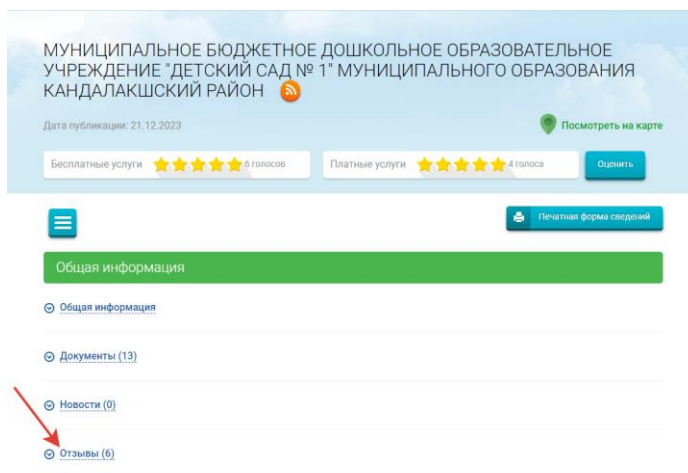 МУНИЦИПАЛЬНОЕ БЮДЖЕТНОЕ ДОШКОЛЬНОЕ ОБРАЗОВАТЕЛЬНОЕ
УЧРЕЖДЕНИЕ "ДЕТСКИЙ САД № 1" МУНИЦИПАЛЬНОГО ОБРАЗОВАНИЯ
КАНДАЛАКШСКИЙ РАЙОН
Дата публикации: 21.12.2023
Посмотреть на карте
Бесплатные услуги 6 голосов
Платные услуги 4 голоса
Оценить
Печатная форма сведений
Общая информация
Общая информация
Документы (13)
Новости (0)
Отзывы (6)